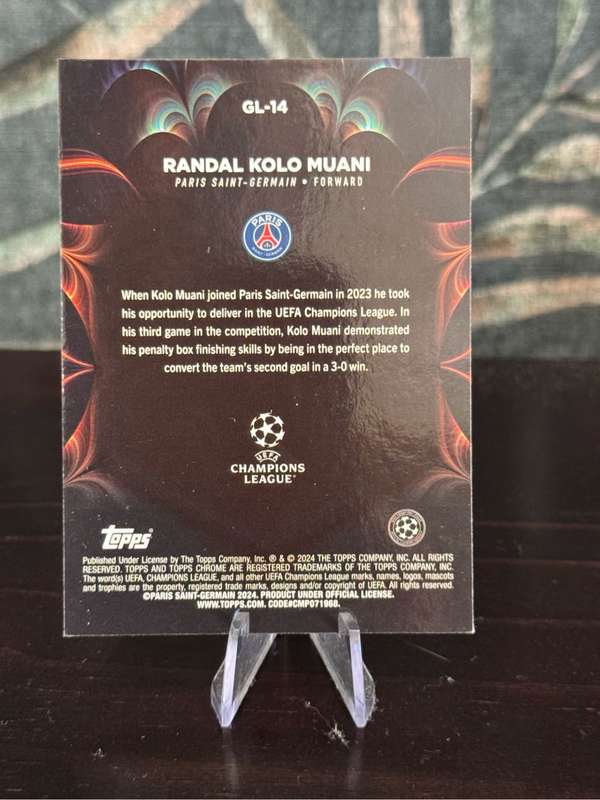 GL-14
RANDAL KOLO MUANI
PARIS SAINT-GERMAIN • FORWARD
PARIS
SAINT-GERMAIN
When Kolo Muani joined Paris Saint-Germain in 2023 he took
his opportunity to deliver in the UEFA Champions League. In
his third game in the competition, Kolo Muani demonstrated
his penalty box finishing skills by being in the perfect place to
convert the team's second goal in a 3-0 win.
UEFA
CHAMPIONS
LEAGUE®
Topps®
Published Under License by The Topps Company, Inc. ® & © 2024 THE TOPPS COMPANY, INC. ALL RIGHTS
RESERVED. TOPPS AND TOPPS CHROME ARE REGISTERED TRADEMARKS OF THE TOPPS COMPANY, INC.
The word(s) UEFA, CHAMPIONS LEAGUE, and all other UEFA Champions League marks, names, logos, mascots
and trophies are the property, registered trade marks, designs and/or copyright of UEFA. All rights reserved.
©PARIS SAINT-GERMAIN 2024. PRODUCT UNDER OFFICIAL LICENSE.
WWW.TOPPS.COM. CODE#CMP071968.